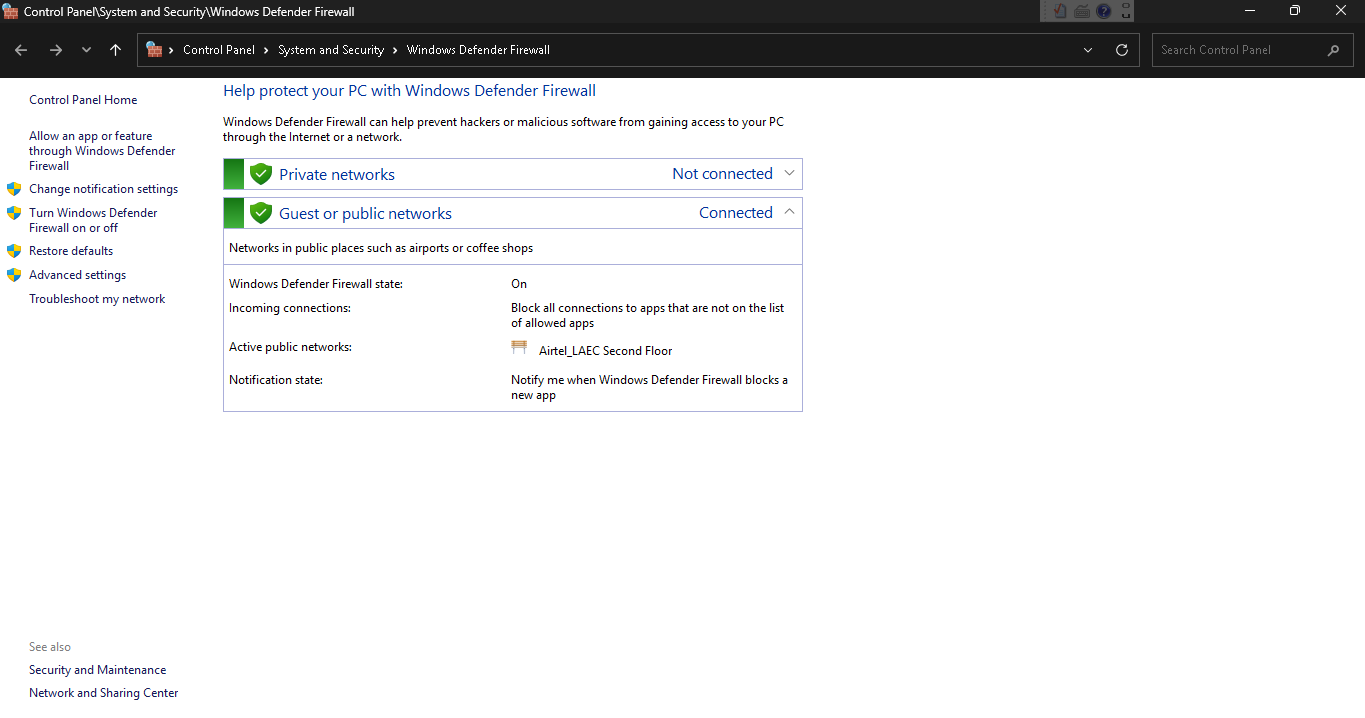 Control Panel\System and Security\Windows Defender Firewall
Control Panel
System and Security
Windows Defender Firewall
Search Control Panel
Control Panel Home
Allow an app or feature
through Windows Defender
Firewall
Change notification settings
Turn Windows Defender
Firewall on or off
Restore defaults
Advanced settings
Troubleshoot my network
Help protect your PC with Windows Defender Firewall
Windows Defender Firewall can help prevent hackers or malicious software from gaining access to your PC
through the Internet or a network.
Private networks
Not connected
Guest or public networks
Connected
Networks in public places such as airports or coffee shops
Windows Defender Firewall state:
On
Incoming connections:
Block all connections to apps that are not on the list
of allowed apps
Active public networks:
Airtel_LAEC Second Floor
Notification state:
Notify me when Windows Defender Firewall blocks a
new app
See also
Security and Maintenance
Network and Sharing Center